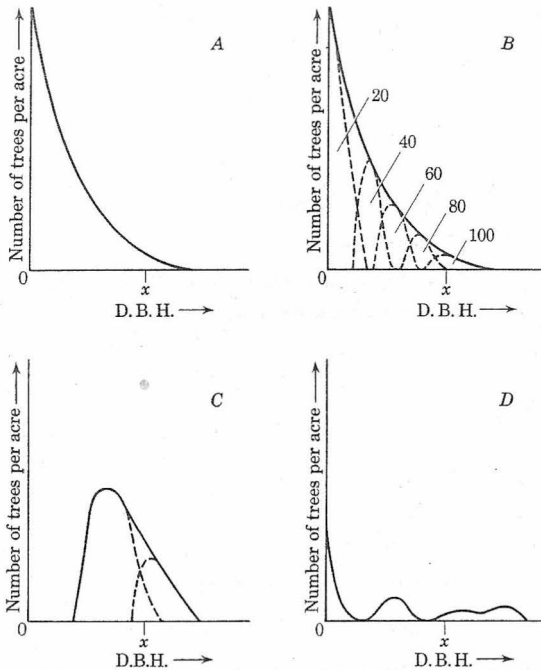 Number of trees per acre →
A
0
x
D. B. H. →
Number of trees per acre →
B
20
40
60
80
100
0
x
D. B. H. →
Number of trees per acre →
C
0
x
D.B.H. →
Number of trees per acre →
D
0
x
D.B.H. →